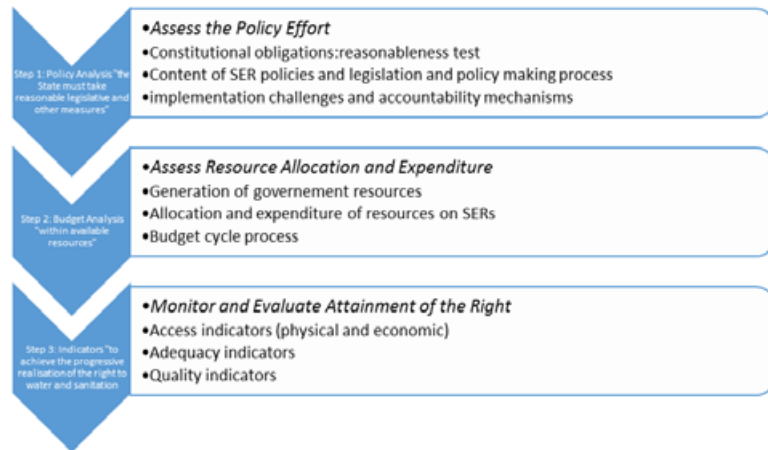 Step 1: Policy Analysis "the
State must take
reasonable legislative and
other measures"
•Assess the Policy Effort
•Constitutional obligations:reasonableness test
•Content of SER policies and legislation and policy making process
•implementation challenges and accountability mechanisms
Step 2: Budget Analysis
"within available
resources"
•Assess Resource Allocation and Expenditure
•Generation of governement resources
•Allocation and expenditure of resources on SERs
•Budget cycle process
Step 3: Indicators "to
achieve the progressive
realisation of the right to
water and sanitation
•Monitor and Evaluate Attainment of the Right
•Access indicators (physical and economic)
•Adequacy indicators
•Quality indicators